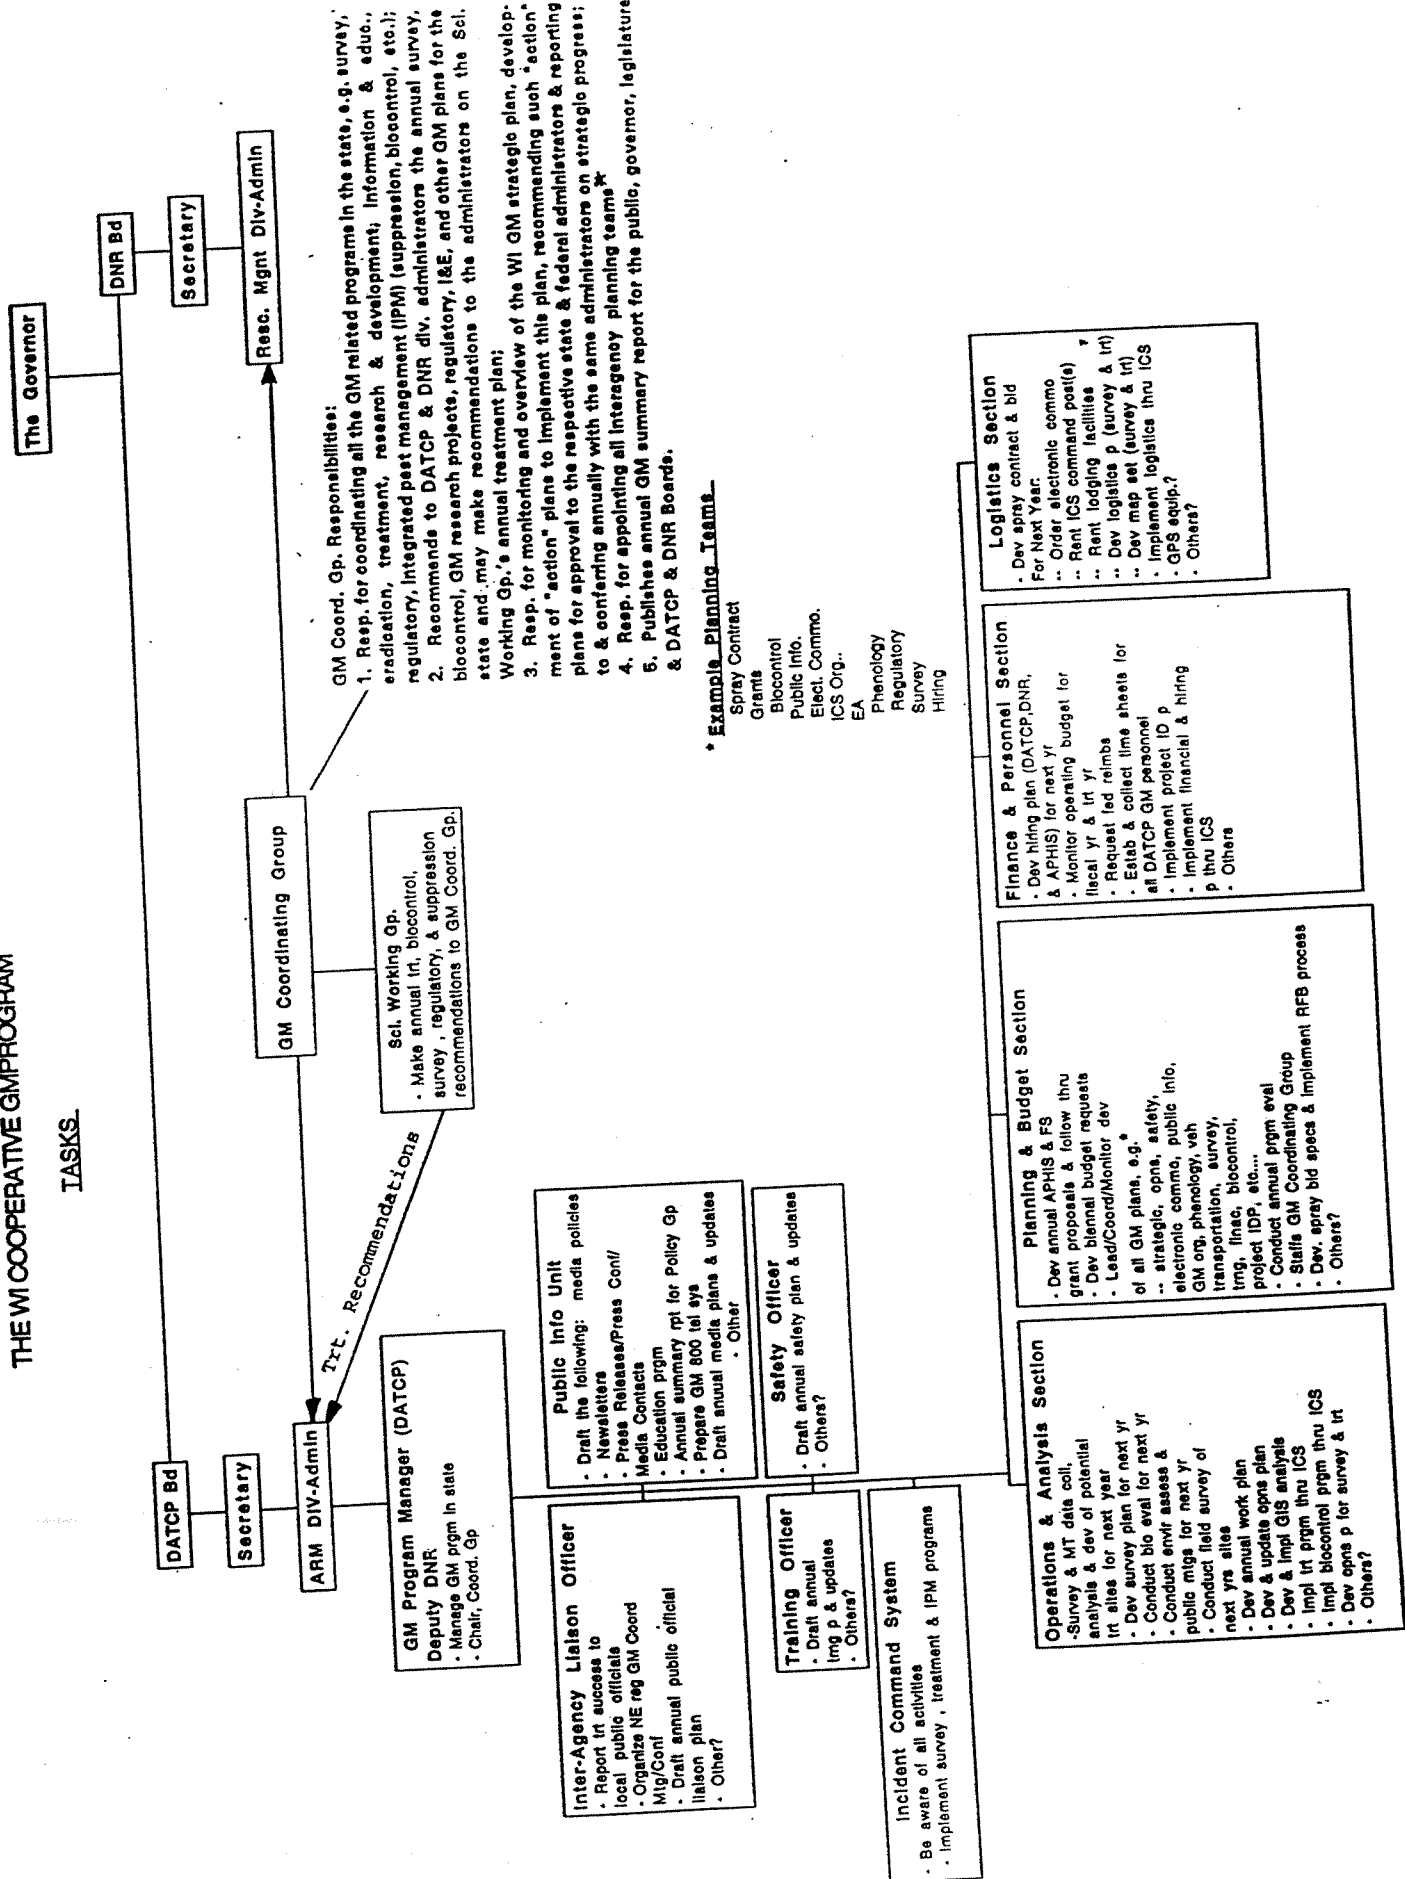 THE WI COOPERATIVE GMPROGRAM
TASKS
The Governor
DATCP Bd
DNR Bd
Secretary
Secretary
ARM DIV-Admin
Resc. Mgnt Div-Admin
GM Coordinating Group
Trt. Recommendations
Sci. Working Gp.
· Make annual trt, biocontrol,
survey , regulatory, & suppression
recommendations to GM Coord. Gp.
GM Coord. Gp. Responsibilities:
1. Resp. for coordinating all the GM related programs in the state, e.g. survey,
eradication, treatment, research & development; information & educ.,
regulatory, integrated pest management (IPM) (suppression, biocontrol, etc.);
2. Recommends to DATCP & DNR div. administrators the annual survey,
biocontrol, GM research projects, regulatory, I&E, and other GM plans for the
state and may make recommendations to the administrators on the Sci.
Working Gp.'s annual treatment plan;
3. Resp. for monitoring and overview of the WI GM strategic plan, develop-
ment of "action" plans to implement this plan, recommending such "action"
plans for approval to the respective state & federal administrators & reporting
to & conferring annually with the same administrators on strategic progress;
4. Resp. for appointing all interagency planning teams*
5. Publishes annual GM summary report for the public, governor, legislature
& DATCP & DNR Boards.
* Example Planning Teams
Spray Contract
Grants
Biocontrol
Public Info.
Elect. Commo.
ICS Org..
EA
Phenology
Regulatory
Survey
Hiring
GM Program Manager (DATCP)
Deputy DNR
· Manage GM prgm in state
· Chair, Coord. Gp
Inter-Agency Liaison Officer
· Report trt success to
local public officials
· Organize NE reg GM Coord
Mtg/Conf
· Draft annual public official
liaison plan
· Other?
Public Info Unit
· Draft the following: media policies
· Newsletters
· Press Releases/Press Conf/
Media Contacts
· Education prgm
· Annual summary rpt for Policy Gp
· Prepare GM 800 tel sys
· Draft anuual media plans & updates
· Other
Training Officer
· Draft annual
trng p & updates
· Others?
Safety Officer
· Draft annual safety plan & updates
· Others?
Incident Command System
· Be aware of all activities
· Implement survey , treatment & IPM programs
Operations & Analysis Section
-Survey & MT data coll,
analysis & dev of potential
trt sites for next year
· Dev survey plan for next yr
· Conduct bio eval for next yr
· Conduct envir assess &
public mtgs for next yr
· Conduct field survey of
next yrs sites
· Dev annual work plan
· Dev & update opns plan
· Dev & impl GIS analysis
· Impl trt prgm thru ICS
· Impl biocontrol prgm thru ICS
· Dev opns p for survey & trt
· Others?
Planning & Budget Section
· Dev annual APHIS & FS
grant proposals & follow thru
· Dev biannal budget requests
· Lead/Coord/Monitor dev
of all GM plans, e.g.*
-- strategic, opns, safety,
electronic commo, public info,
GM org, phenology, veh
transportation, survey,
trng, finac, biocontrol,
project IDP, etc....
· Conduct annual prgm eval
· Staffs GM Coordinating Group
· Dev. spray bid specs & Implement RFB process
· Others?
Finance & Personnel Section
· Dev hiring plan (DATCP,DNR,
& APHIS) for next yr
· Monitor operating budget for
fiscal yr & trt yr
· Request fed reimbs
· Estab & collect time sheets for
all DATCP GM personnel
· Implement project ID p
· Implement financial & hiring
p thru ICS
· Others
Logistics Section
· Dev spray contract & bid
For Next Year:
-- Order electronic commo
-- Rent ICS command post(s)
-- Rent lodging facilities
-- Dev logistics p (survey & trt)
-- Dev map set (survey & trt)
· Implement logistics thru ICS
· GPS equip.?
· Others?